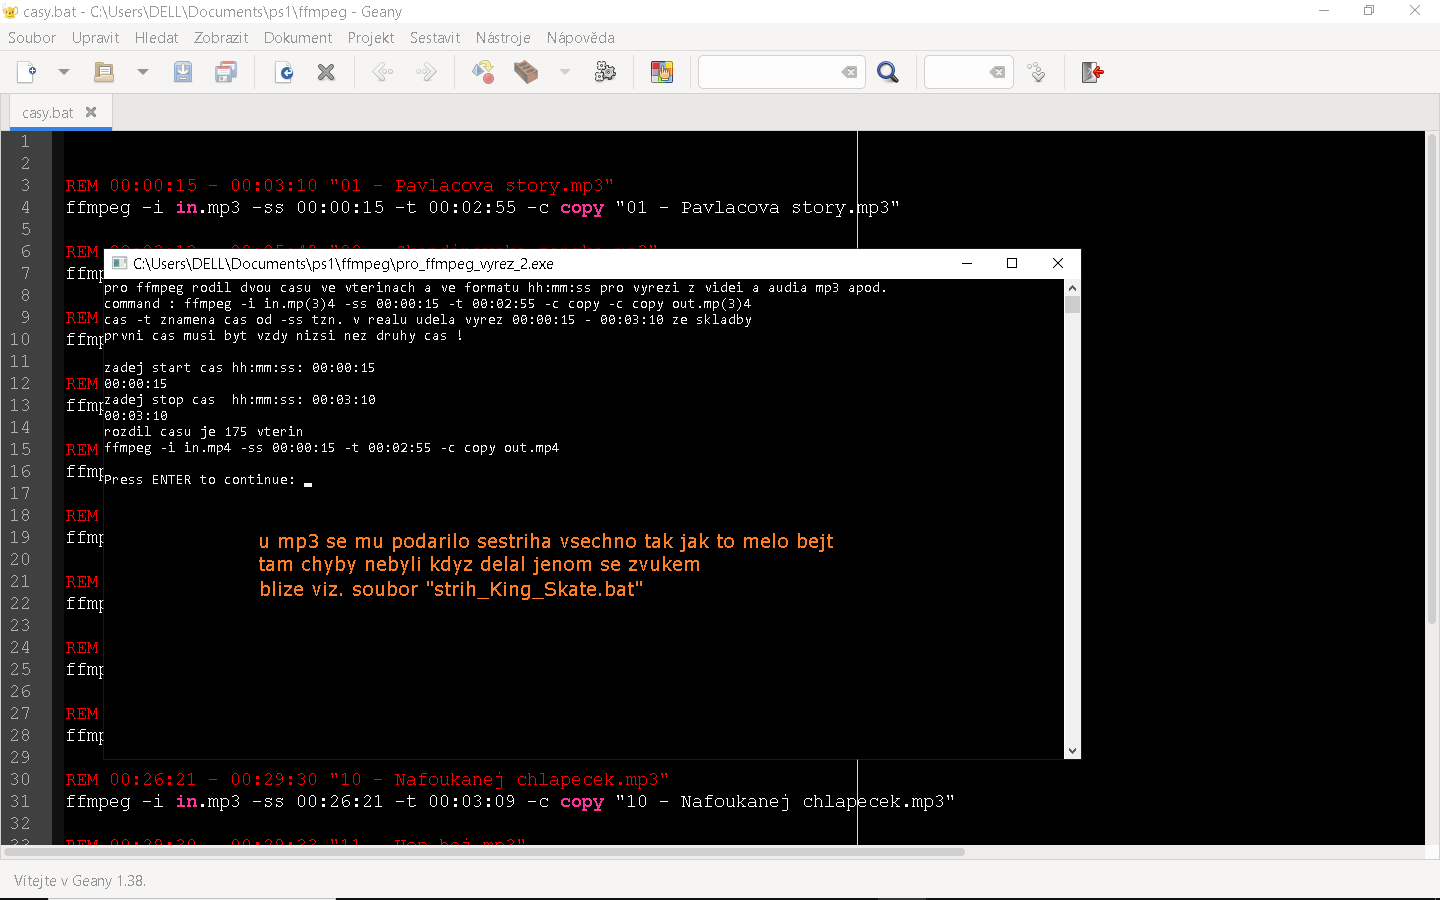 casy.bat - C:\Users\DELL\Documents\ps1\ffmpeg - Geany
Soubor Upravit Hledat Zobrazit Dokument Projekt Sestavit Nástroje Nápověda
casy.bat
1
2
3 REM 00:00:15 - 00:03:10 "01 - Pavlacova story.mp3"
4 ffmpeg -i in.mp3 -ss 00:00:15 -t 00:02:55 -c copy "01 - Pavlacova story.mp3"
5
6 REM
7 ffmp
8
9 REM
10 ffmp
11
12 REM
13 ffmp
14
15 REM
16 ffmp
17
18 REM
19 ffmp
20
21 REM
22 ffmp
23
24 REM
25 ffmp
26
27 REM
28 ffmp
29
30 REM 00:26:21 - 00:29:30 "10 - Nafoukanej chlapecek.mp3"
31 ffmpeg -i in.mp3 -ss 00:26:21 -t 00:03:09 -c copy "10 - Nafoukanej chlapecek.mp3"
32
33 REM
C:\Users\DELL\Documents\ps1\ffmpeg\pro_ffmpeg_vyrez_2.exe
pro ffmpeg rodil dvou casu ve vterinach a ve formatu hh:mm:ss pro vyrezi z videi a audia mp3 apod.
command : ffmpeg -i in.mp(3)4 -ss 00:00:15 -t 00:02:55 -c copy -c copy out.mp(3)4
cas -t znamena cas od -ss tzn. v realu udela vyrez 00:00:15 - 00:03:10 ze skladby
prvni cas musi byt vzdy nizsi nez druhy cas !
zadej start cas hh:mm:ss: 00:00:15
00:00:15
zadej stop cas  hh:mm:ss: 00:03:10
00:03:10
rozdil casu je 175 vterin
ffmpeg -i in.mp4 -ss 00:00:15 -t 00:02:55 -c copy out.mp4
Press ENTER to continue:
u mp3 se mu podarilo sestriha vsechno tak jak to melo bejt
tam chyby nebyli kdyz delal jenom se zvukem
blize viz. soubor "strih_King_Skate.bat"
Vítejte v Geany 1.38.